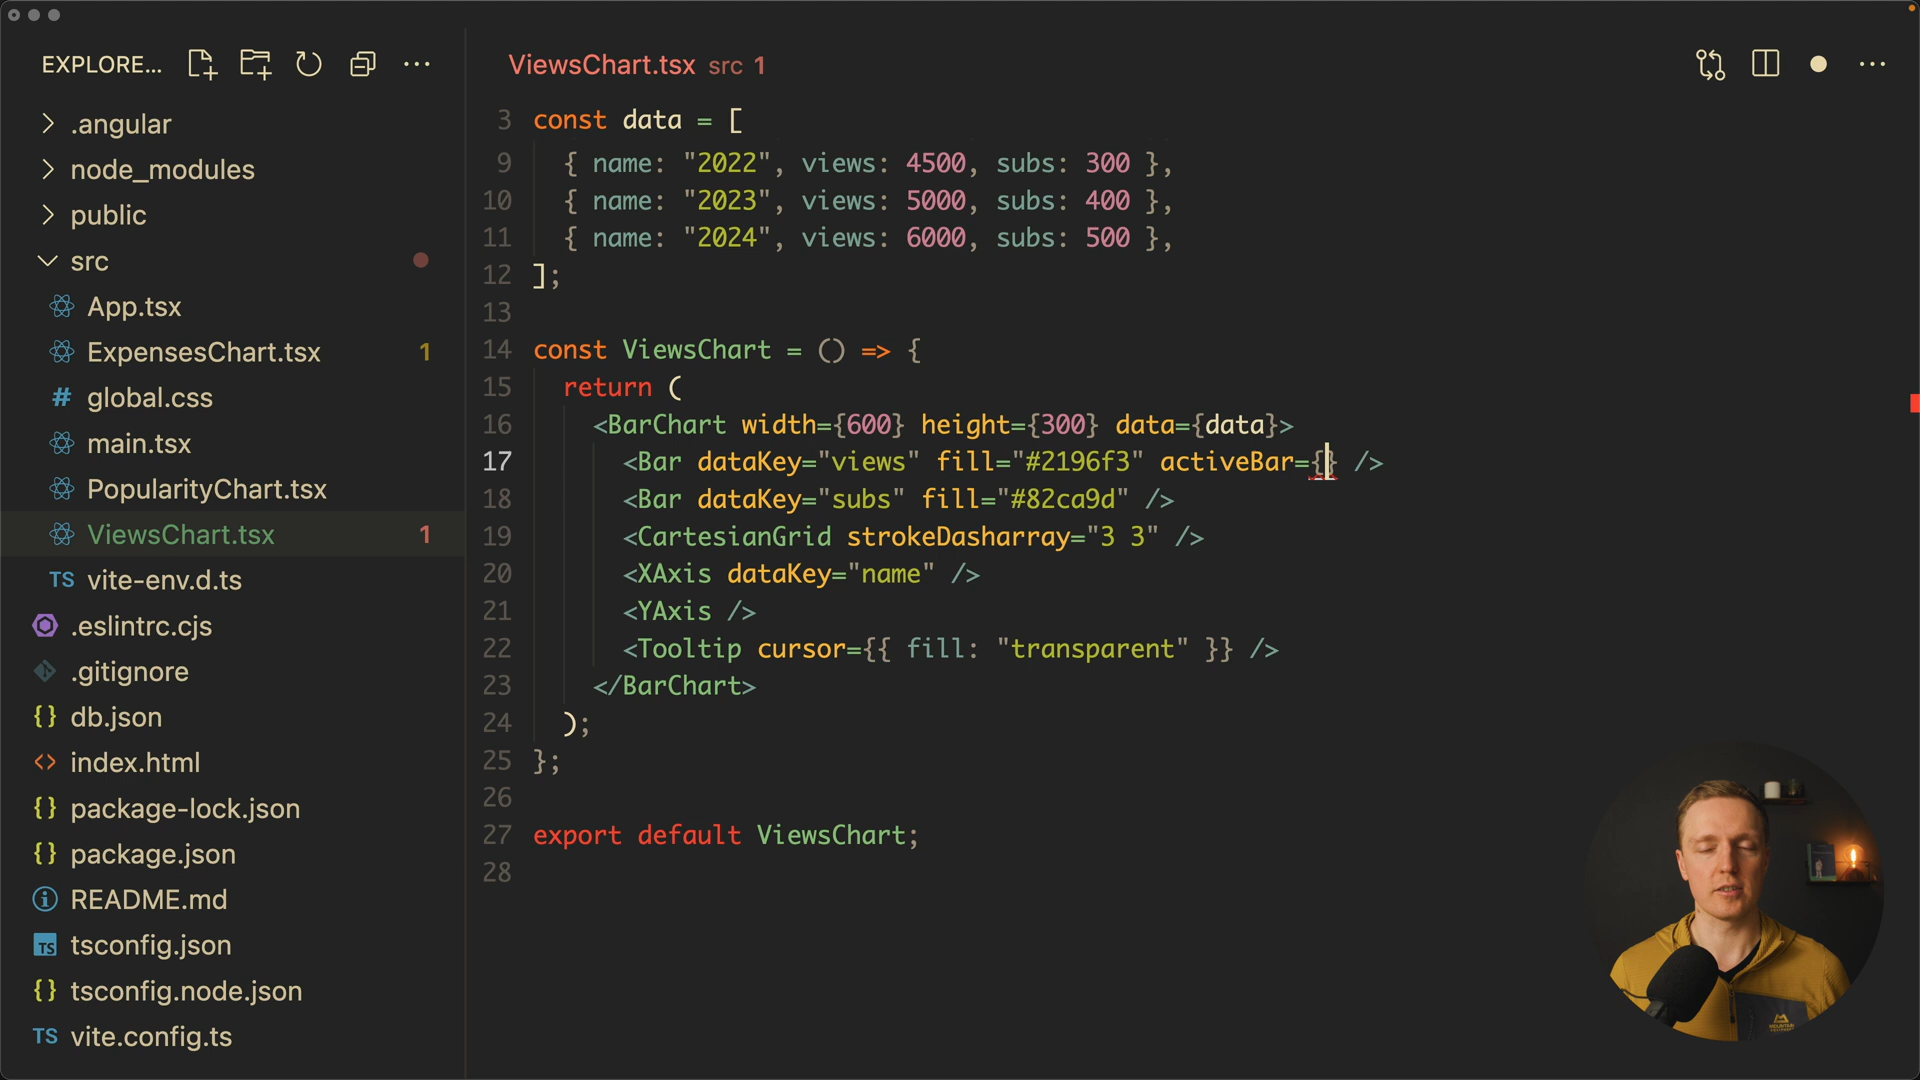 EXPLORE...
.angular
node_modules
public
src
App.tsx
ExpensesChart.tsx 1
# global.css
main.tsx
PopularityChart.tsx
ViewsChart.tsx 1
TS vite-env.d.ts
.eslintrc.cjs
.gitignore
{} db.json
<> index.html
{} package-lock.json
{} package.json
README.md
TS tsconfig.json
{} tsconfig.node.json
TS vite.config.ts
ViewsChart.tsx src 1
3 const data = [
9 { name: "2022", views: 4500, subs: 300 },
10 { name: "2023", views: 5000, subs: 400 },
11 { name: "2024", views: 6000, subs: 500 },
12 ];
13
14 const ViewsChart = () => {
15 return (
16 <BarChart width={600} height={300} data={data}>
17 <Bar dataKey="views" fill="#2196f3" activeBar={} />
18 <Bar dataKey="subs" fill="#82ca9d" />
19 <CartesianGrid strokeDasharray="3 3" />
20 <XAxis dataKey="name" />
21 <YAxis />
22 <Tooltip cursor={{ fill: "transparent" }} />
23 </BarChart>
24 );
25 };
26
27 export default ViewsChart;
28